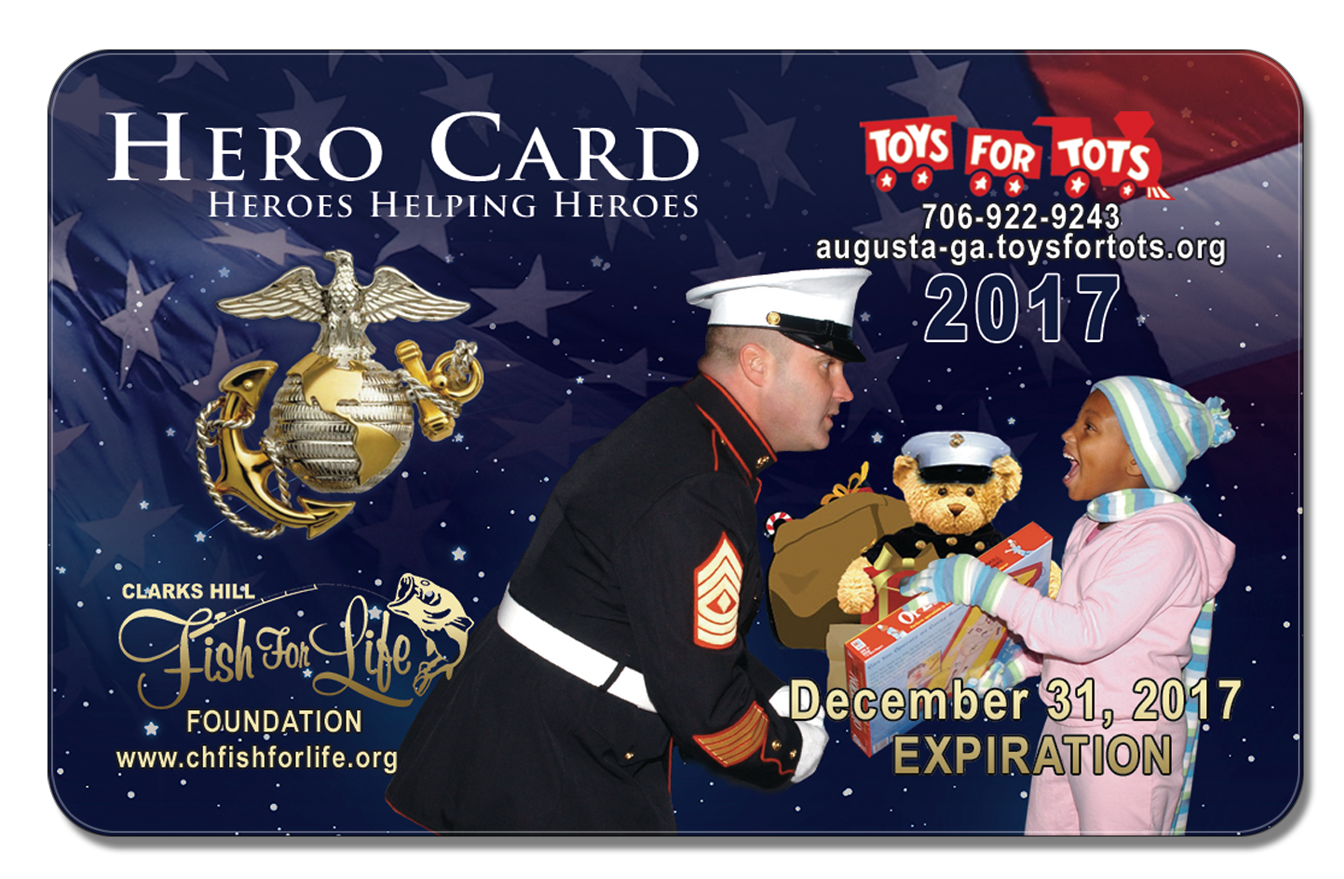 HERO CARD
HEROES HELPING HEROES
TOYS FOR TOTS
706-922-9243
augusta-ga.toysfortots.org
2017
CLARKS HILL
Fish For Life
FOUNDATION
www.chfishforlife.org
December 31, 2017
EXPIRATION